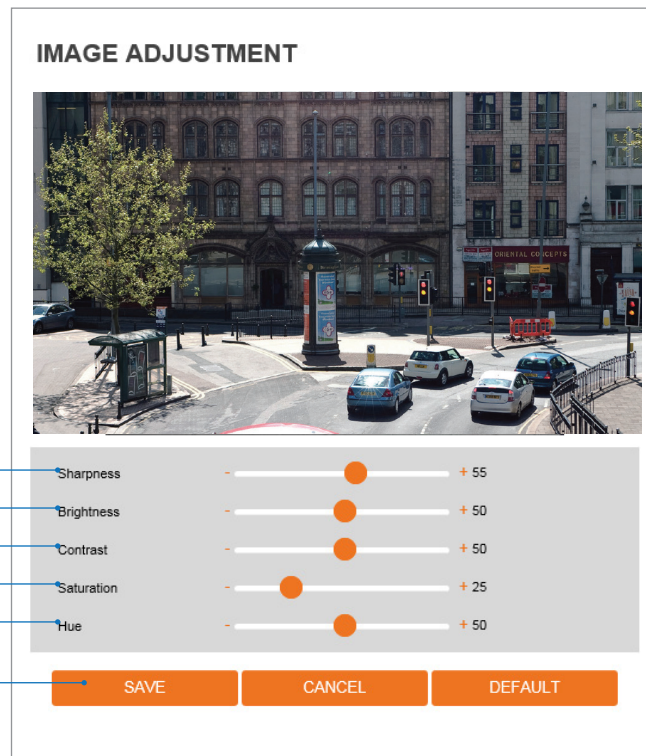 IMAGE ADJUSTMENT
ORIENTAL CONCEPTS
Sharpness - + 55
Brightness - + 50
Contrast - + 50
Saturation - + 25
Hue - + 50
SAVE CANCEL DEFAULT